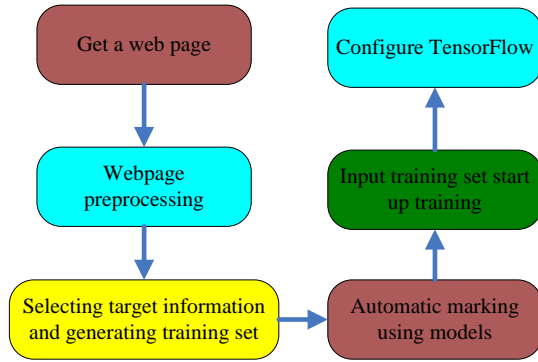 Get a web page
Webpage
preprocessing
Selecting target information
and generating training set
Automatic marking
using models
Input training set start
up training
Configure TensorFlow